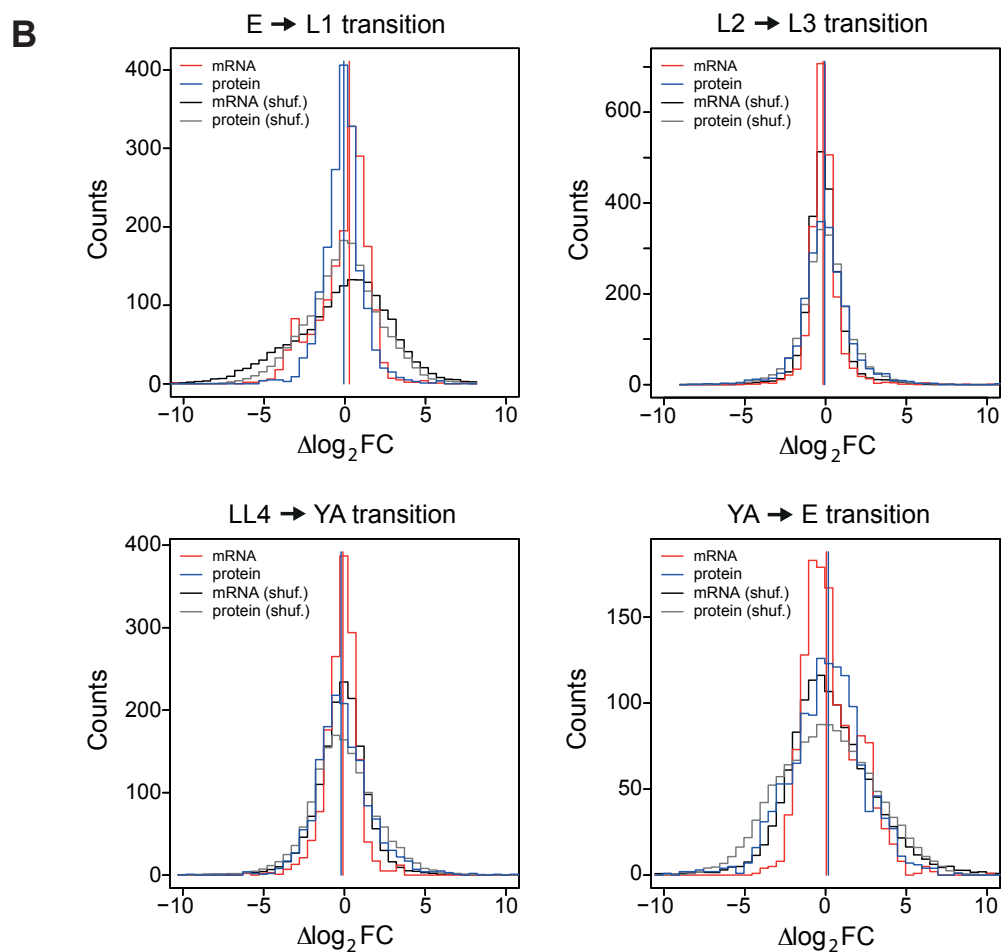 B
E → L1 transition
mRNA
protein
mRNA (shuf.)
protein (shuf.)
Counts
400
300
200
100
0
−10 −5 0 5 10
Δlog2FC
L2 → L3 transition
mRNA
protein
mRNA (shuf.)
protein (shuf.)
Counts
600
400
200
0
−10 −5 0 5 10
Δlog2FC
LL4 → YA transition
mRNA
protein
mRNA (shuf.)
protein (shuf.)
Counts
400
300
200
100
0
−10 −5 0 5 10
Δlog2FC
YA → E transition
mRNA
protein
mRNA (shuf.)
protein (shuf.)
Counts
150
100
50
0
−10 −5 0 5 10
Δlog2FC